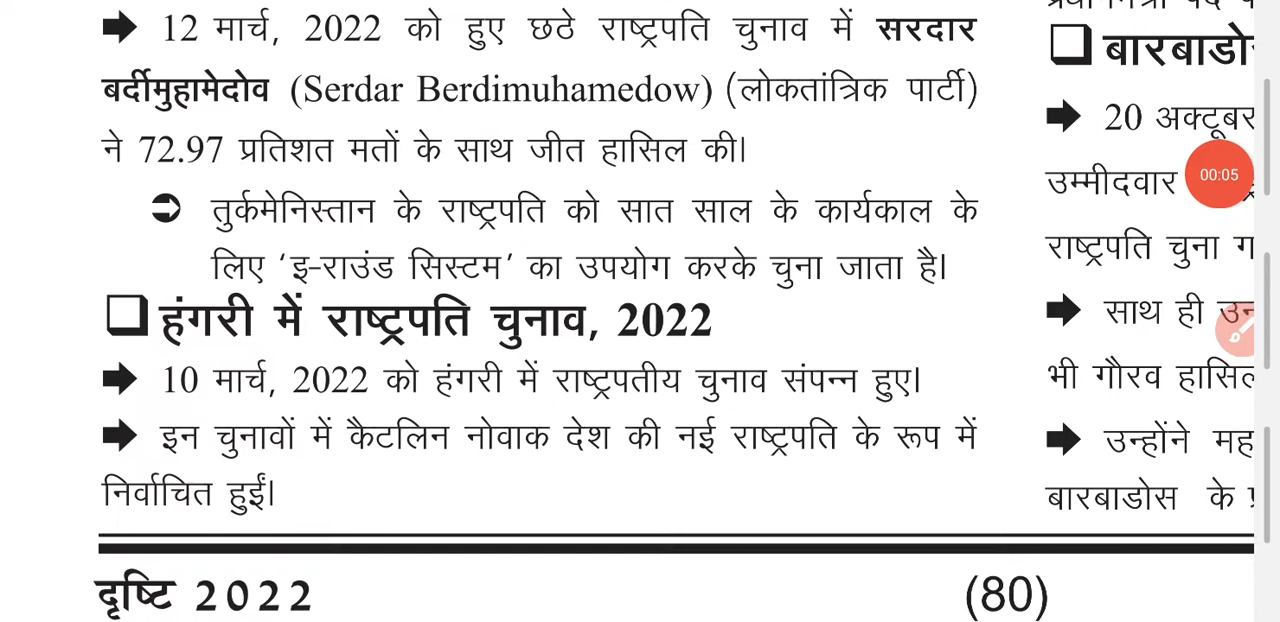 ➡ 12 मार्च, 2022 को हुए छठे राष्ट्रपति चुनाव में सरदार
बर्दीमुहामेदोव (Serdar Berdimuhamedow) (लोकतांत्रिक पार्टी)
ने 72.97 प्रतिशत मतों के साथ जीत हासिल की।
➲ तुर्कमेनिस्तान के राष्ट्रपति को सात साल के कार्यकाल के
लिए ‘इ-राउंड सिस्टम’ का उपयोग करके चुना जाता है।
❑ हंगरी में राष्ट्रपति चुनाव, 2022
➡ 10 मार्च, 2022 को हंगरी में राष्ट्रपतीय चुनाव संपन्न हुए।
➡ इन चुनावों में कैटलिन नोवाक देश की नई राष्ट्रपति के रूप में
निर्वाचित हुईं।
❑ बारबाडो
➡ 20 अक्टूबर
उम्मीदवार
00:05
राष्ट्रपति चुना
➡ साथ ही
भी गौरव
➡ उन्होंने
बारबाडोस के
दृष्टि 2022
(80)